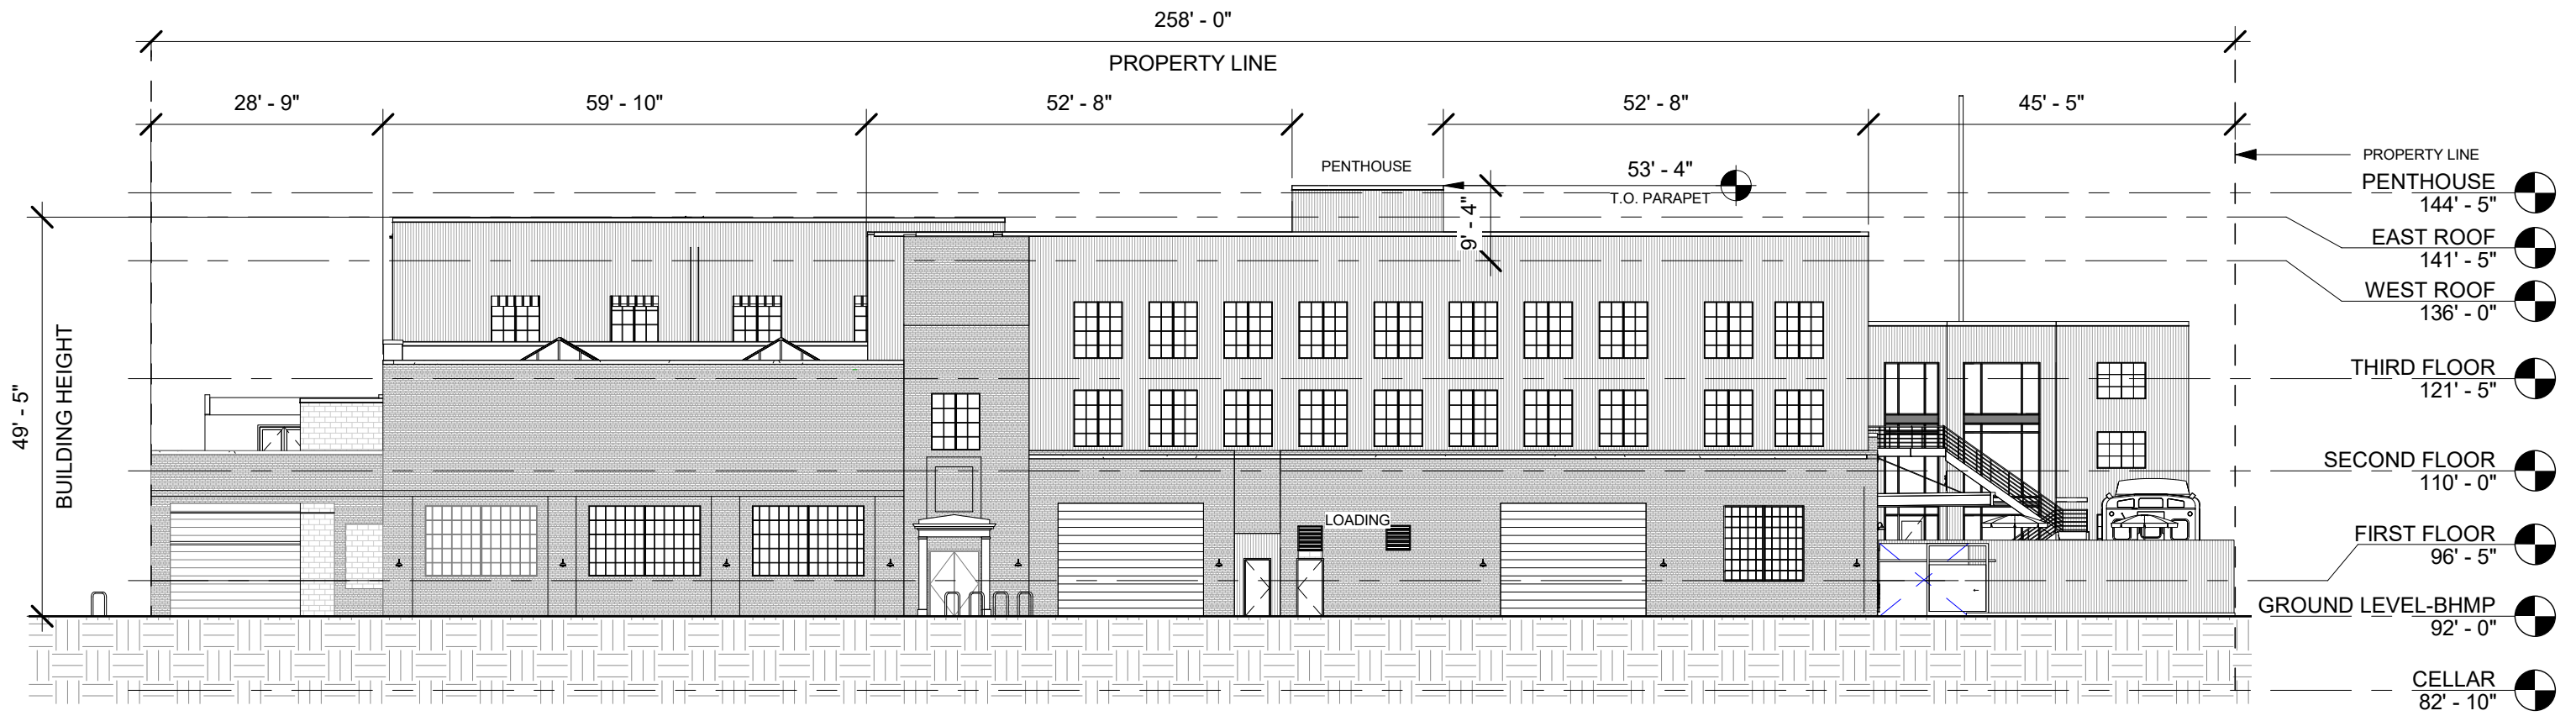 258' - 0"
PROPERTY LINE
28' - 9"
59' - 10"
52' - 8"
52' - 8"
45' - 5"
PENTHOUSE
53' - 4"
T.O. PARAPET
9' - 4"
PROPERTY LINE
PENTHOUSE
144' - 5"
EAST ROOF
141' - 5"
WEST ROOF
136' - 0"
THIRD FLOOR
121' - 5"
SECOND FLOOR
110' - 0"
FIRST FLOOR
96' - 5"
GROUND LEVEL-BHMP
92' - 0"
CELLAR
82' - 10"
49' - 5"
BUILDING HEIGHT
LOADING